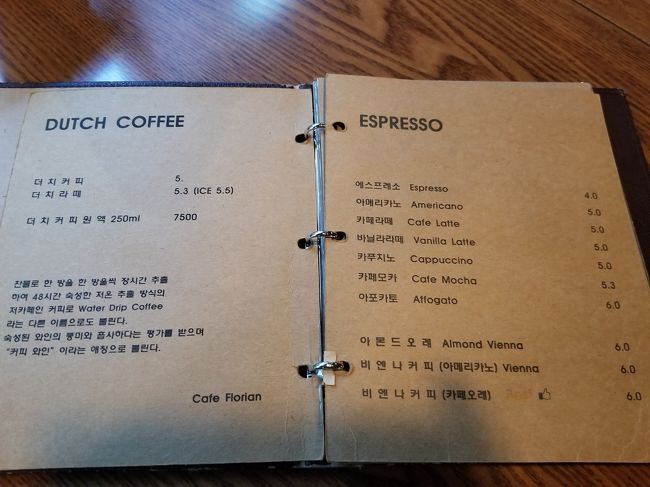 DUTCH COFFEE
더치커피 5.
더치라떼 5.3 (ICE 5.5)
더치커피원액 250ml 7500
찬물로 한 방울 한 방울씩 장시간 추출
하여 48시간 숙성한 저온 추출 방식의
저카페인 커피로 Water Drip Coffee
라는 다른 이름으로도 불린다.
숙성된 와인의 풍미와 흡사하다는 평가를 받으며
"커피 와인" 이라는 애칭으로 불린다.
Cafe Florian
ESPRESSO
에스프레소 Espresso 4.0
아메리카노 Americano 5.0
카페라떼 Cafe Latte 5.0
바닐라라떼 Vanilla Latte 5.0
카푸치노 Cappuccino 5.0
카페모카 Cafe Mocha 5.3
아포카토 Affogato 6.0
아몬드오레 Almond Vienna 6.0
비엔나커피(아메리카노) Vienna 6.0
비엔나커피(카페오레) Best 6.0